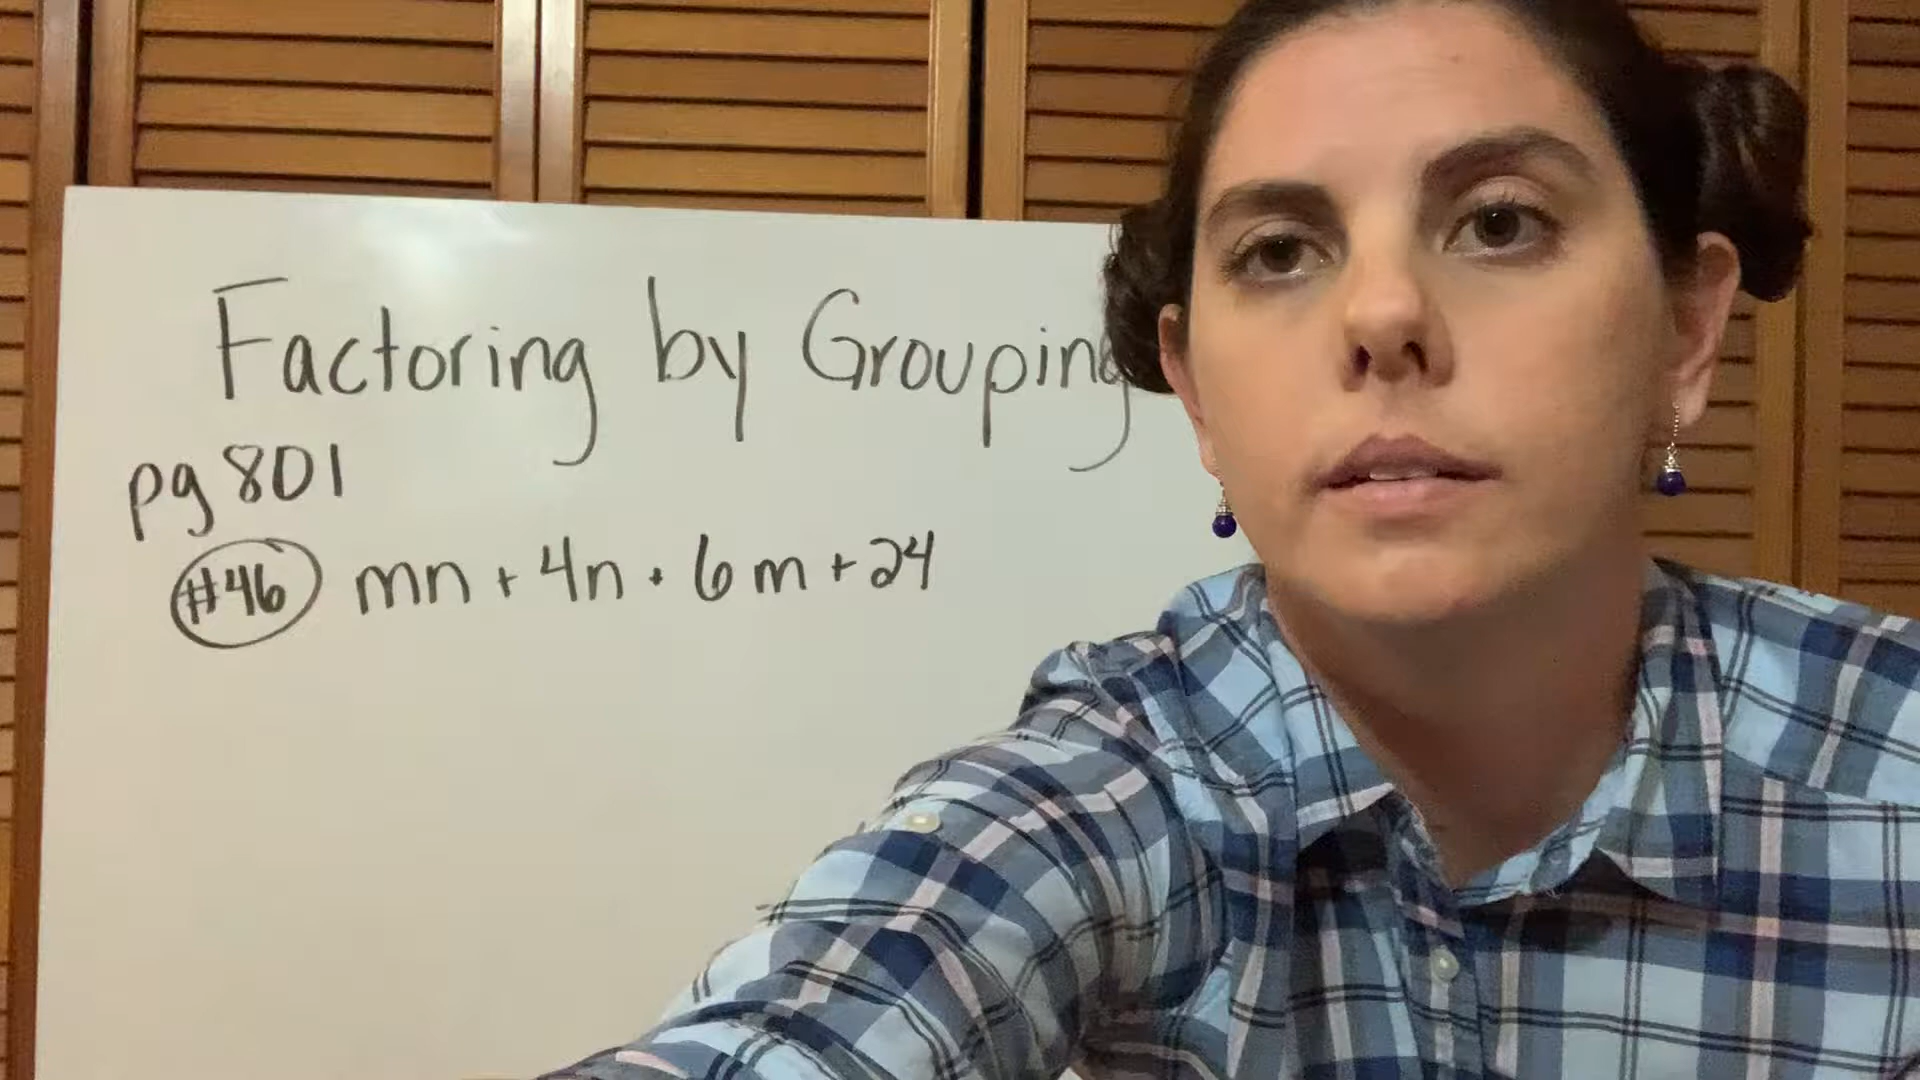 Factoring by Grouping
pg 801
#46 mn + 4n + 6m + 24